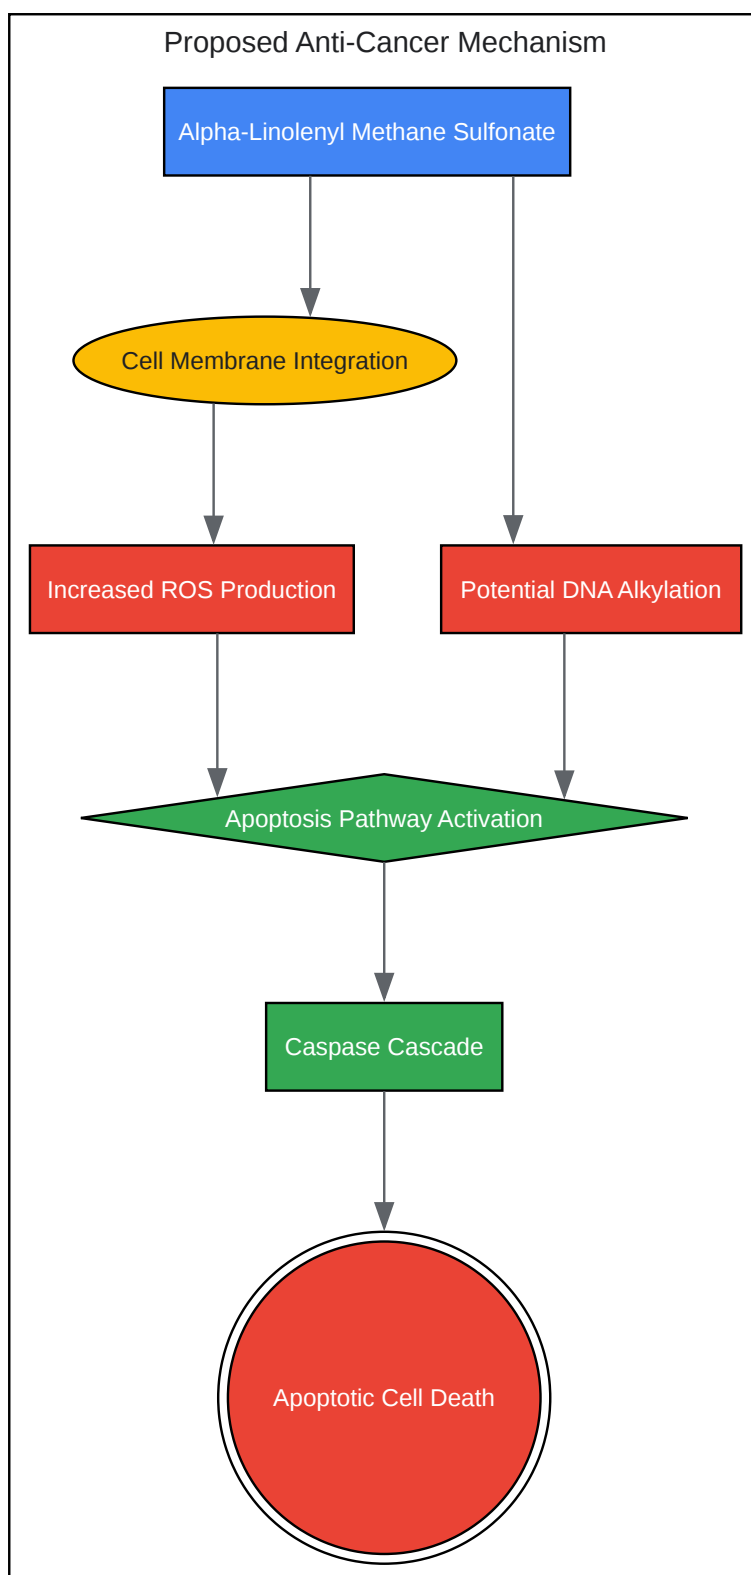 Proposed Anti-Cancer Mechanism
Alpha-Linolenyl Methane Sulfonate
Cell Membrane Integration
Increased ROS Production
Potential DNA Alkylation
Apoptosis Pathway Activation
Caspase Cascade
Apoptotic Cell Death